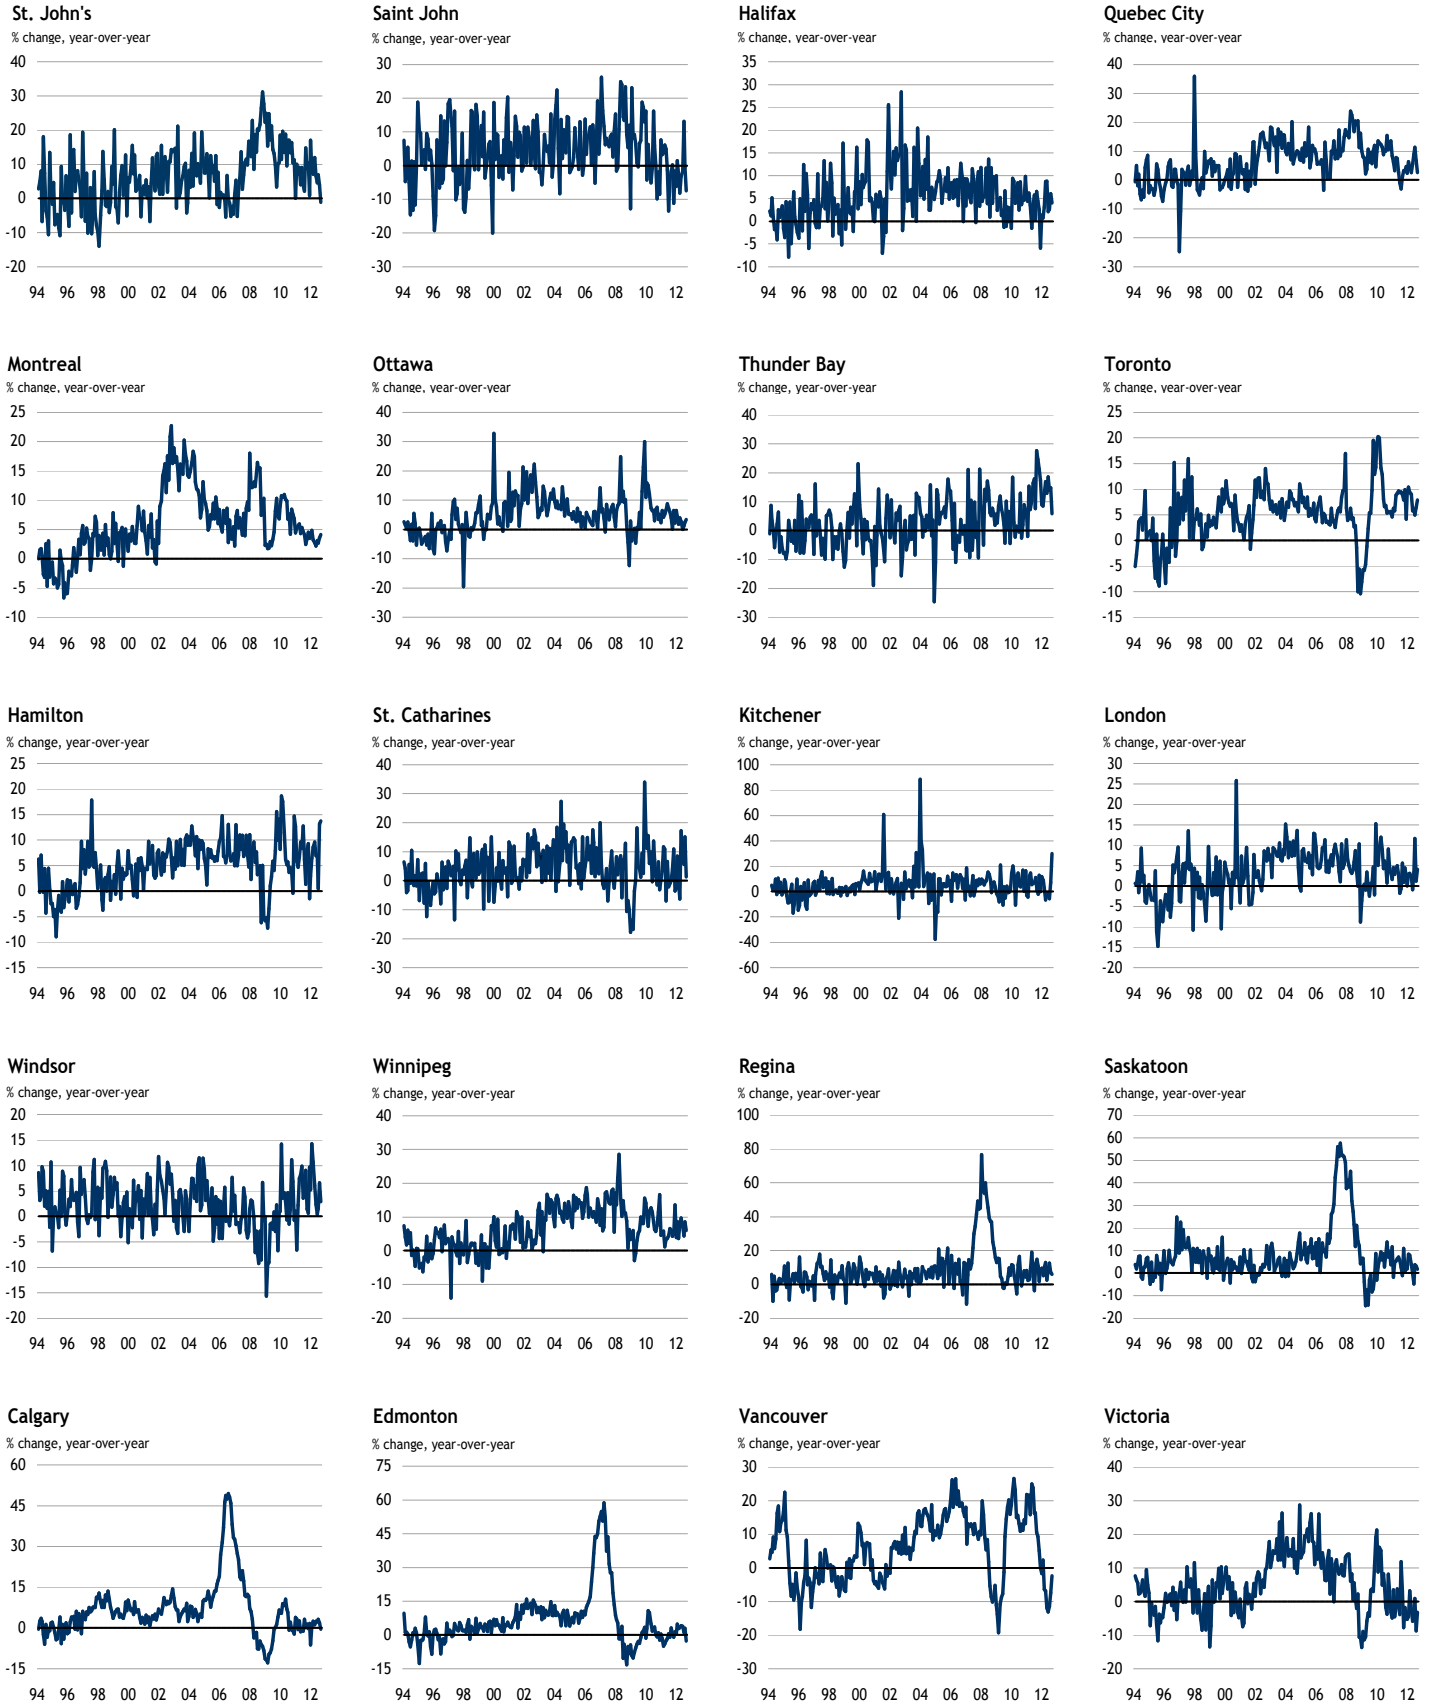 St. John's
% change, year-over-year
40
30
20
10
0
-10
-20
94 96 98 00 02 04 06 08 10 12
Saint John
% change, year-over-year
30
20
10
0
-10
-20
-30
94 96 98 00 02 04 06 08 10 12
Halifax
% change, year-over-year
35
30
25
20
15
10
5
0
-5
-10
94 96 98 00 02 04 06 08 10 12
Quebec City
% change, year-over-year
40
30
20
10
0
-10
-20
-30
94 96 98 00 02 04 06 08 10 12
Montreal
% change, year-over-year
25
20
15
10
5
0
-5
-10
94 96 98 00 02 04 06 08 10 12
Ottawa
% change, year-over-year
40
30
20
10
0
-10
-20
-30
94 96 98 00 02 04 06 08 10 12
Thunder Bay
% change, year-over-year
40
30
20
10
0
-10
-20
-30
94 96 98 00 02 04 06 08 10 12
Toronto
% change, year-over-year
25
20
15
10
5
0
-5
-10
-15
94 96 98 00 02 04 06 08 10 12
Hamilton
% change, year-over-year
25
20
15
10
5
0
-5
-10
-15
94 96 98 00 02 04 06 08 10 12
St. Catharines
% change, year-over-year
40
30
20
10
0
-10
-20
-30
94 96 98 00 02 04 06 08 10 12
Kitchener
% change, year-over-year
100
80
60
40
20
0
-20
-40
-60
94 96 98 00 02 04 06 08 10 12
London
% change, year-over-year
30
25
20
15
10
5
0
-5
-10
-15
-20
94 96 98 00 02 04 06 08 10 12
Windsor
% change, year-over-year
20
15
10
5
0
-5
-10
-15
-20
94 96 98 00 02 04 06 08 10 12
Winnipeg
% change, year-over-year
40
30
20
10
0
-10
-20
94 96 98 00 02 04 06 08 10 12
Regina
% change, year-over-year
100
80
60
40
20
0
-20
94 96 98 00 02 04 06 08 10 12
Saskatoon
% change, year-over-year
70
60
50
40
30
20
10
0
-10
-20
94 96 98 00 02 04 06 08 10 12
Calgary
% change, year-over-year
60
45
30
15
0
-15
94 96 98 00 02 04 06 08 10 12
Edmonton
% change, year-over-year
75
60
45
30
15
0
-15
94 96 98 00 02 04 06 08 10 12
Vancouver
% change, year-over-year
30
20
10
0
-10
-20
-30
94 96 98 00 02 04 06 08 10 12
Victoria
% change, year-over-year
40
30
20
10
0
-10
-20
94 96 98 00 02 04 06 08 10 12